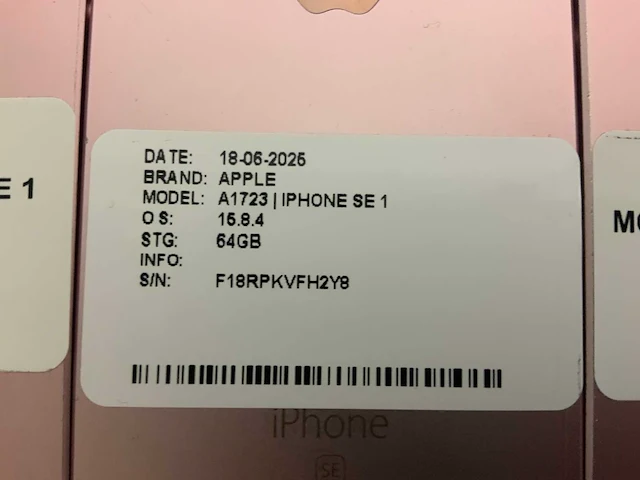 E 1
DATE: 18-06-2025
BRAND: APPLE
MODEL: A1723 | IPHONE SE 1
OS: 15.8.4
STG: 64GB
INFO:
S/N: F18RPKVFH2Y8
iPhone
SE